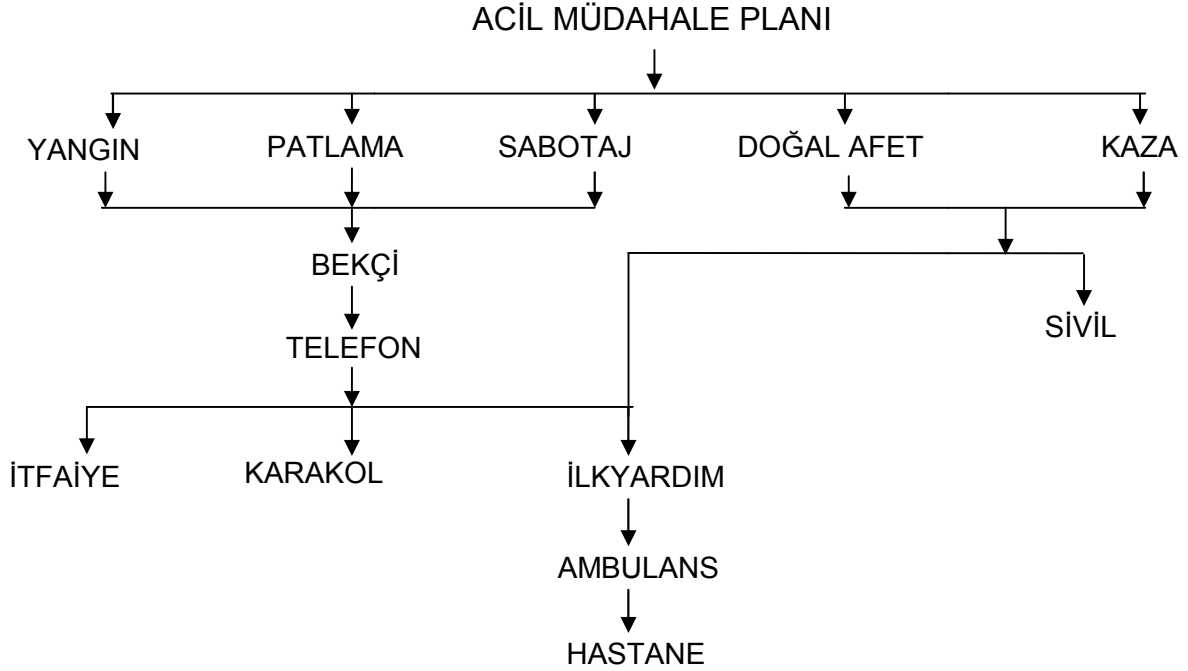 ACİL MÜDAHALE PLANI
YANGIN PATLAMA SABOTAJ DOĞAL AFET KAZA
BEKÇİ
SİVİL
TELEFON
İTFAİYE KARAKOL İLKYARDIM
AMBULANS
HASTANE